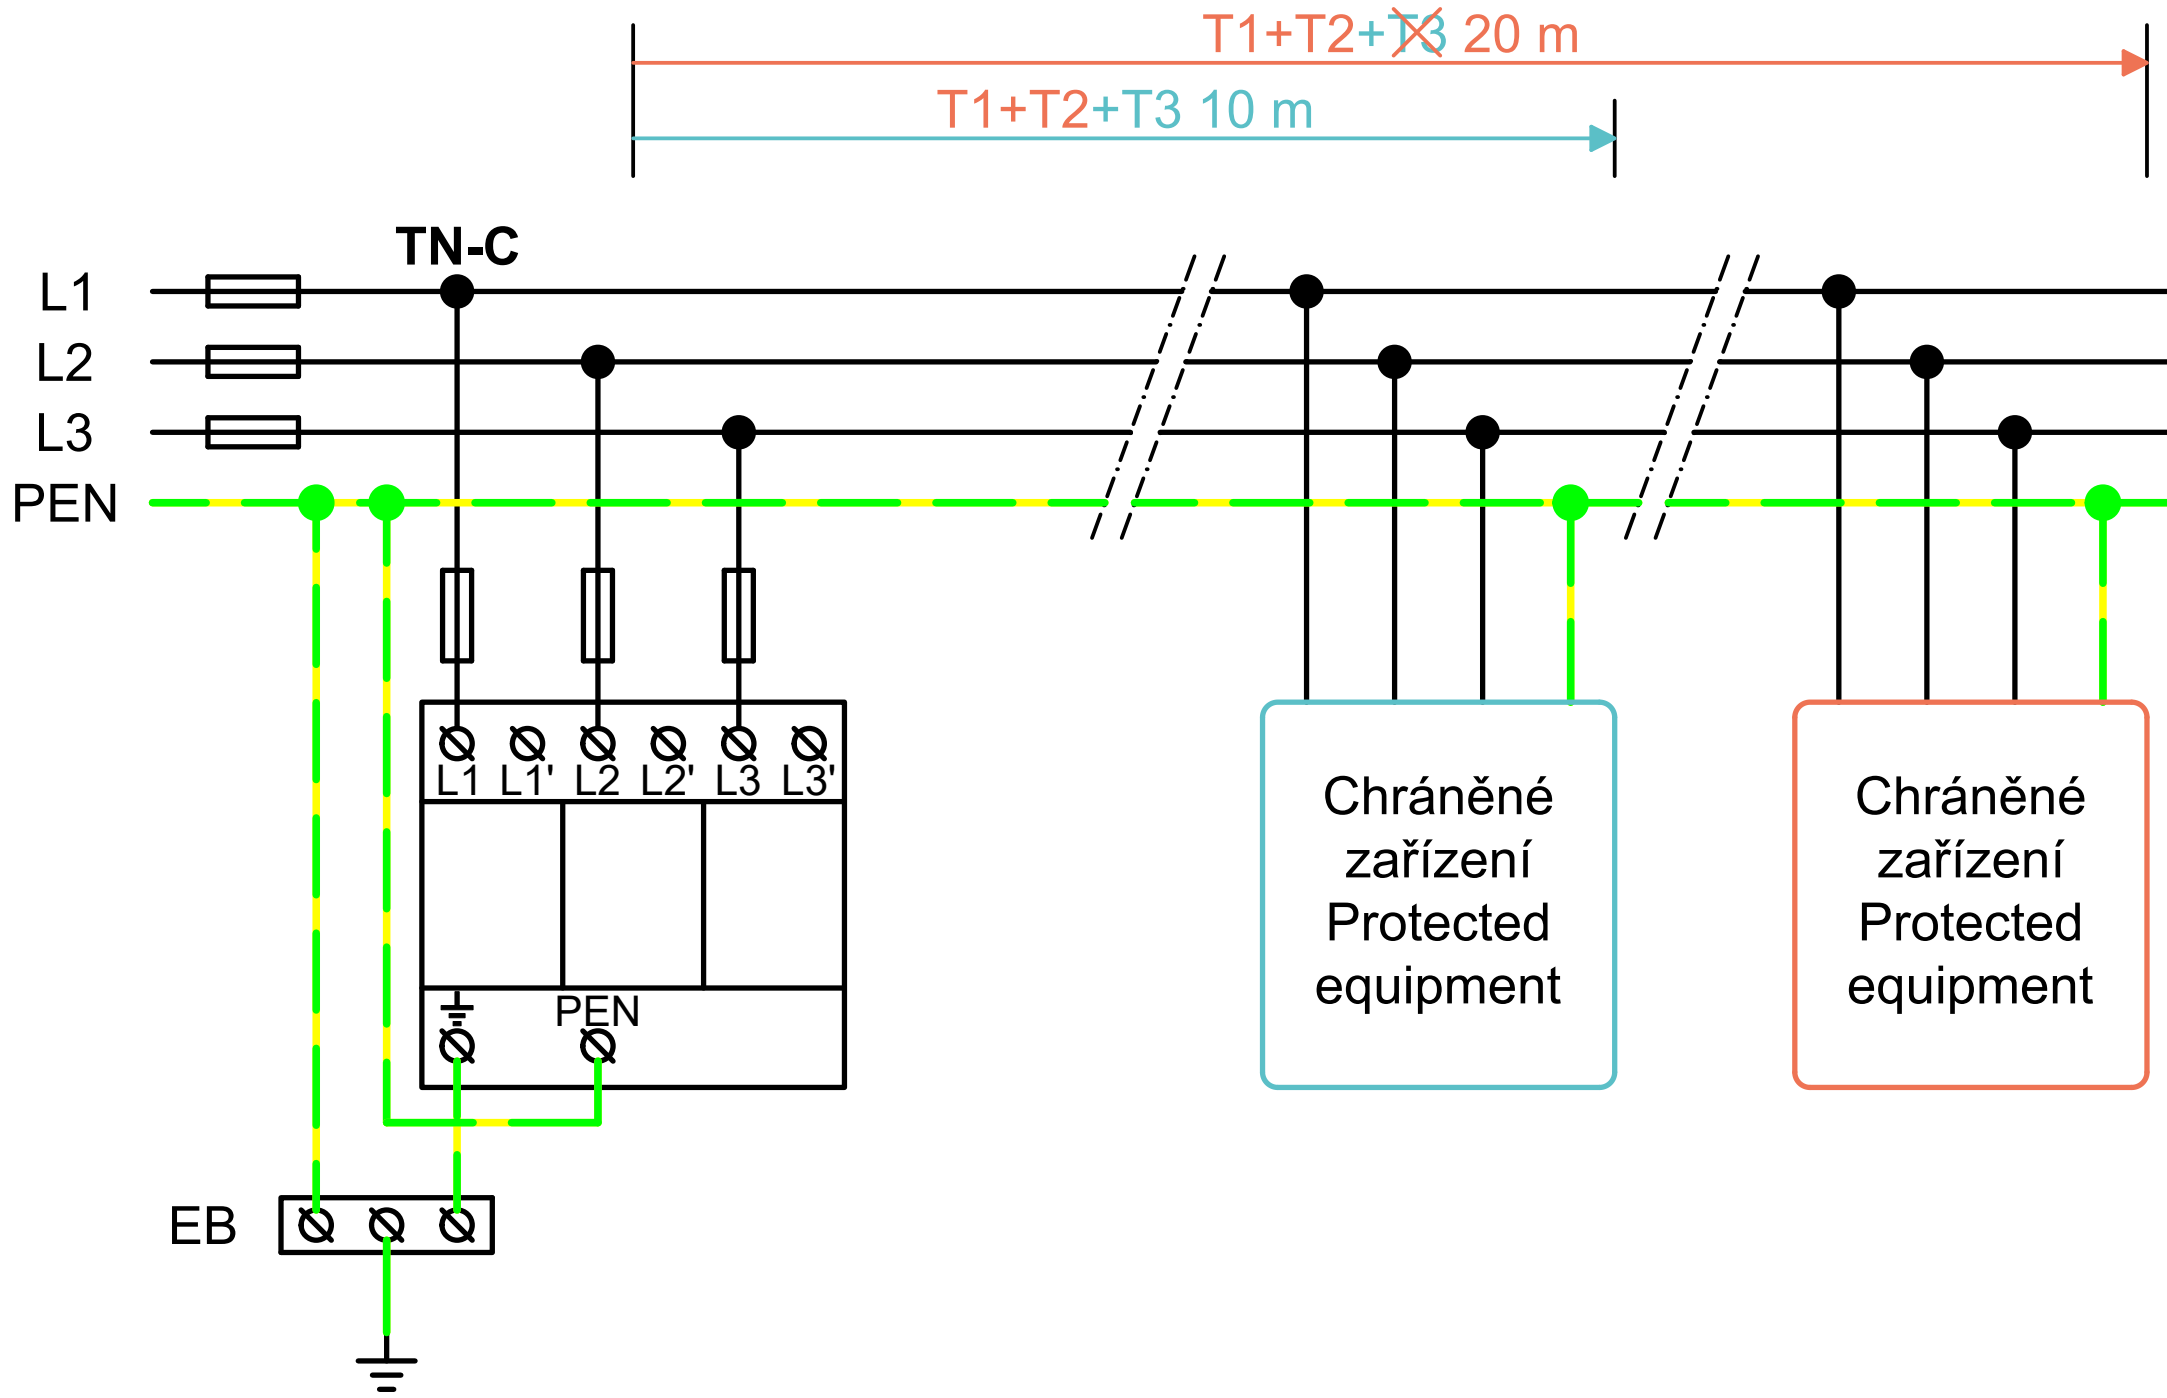 T1+T2+T3 20 m
T1+T2+T3 10 m
TN-C
L1
L2
L3
PEN
L1 L1' L2 L2' L3 L3'
PEN
Chráněné
zařízení
Protected
equipment
Chráněné
zařízení
Protected
equipment
EB